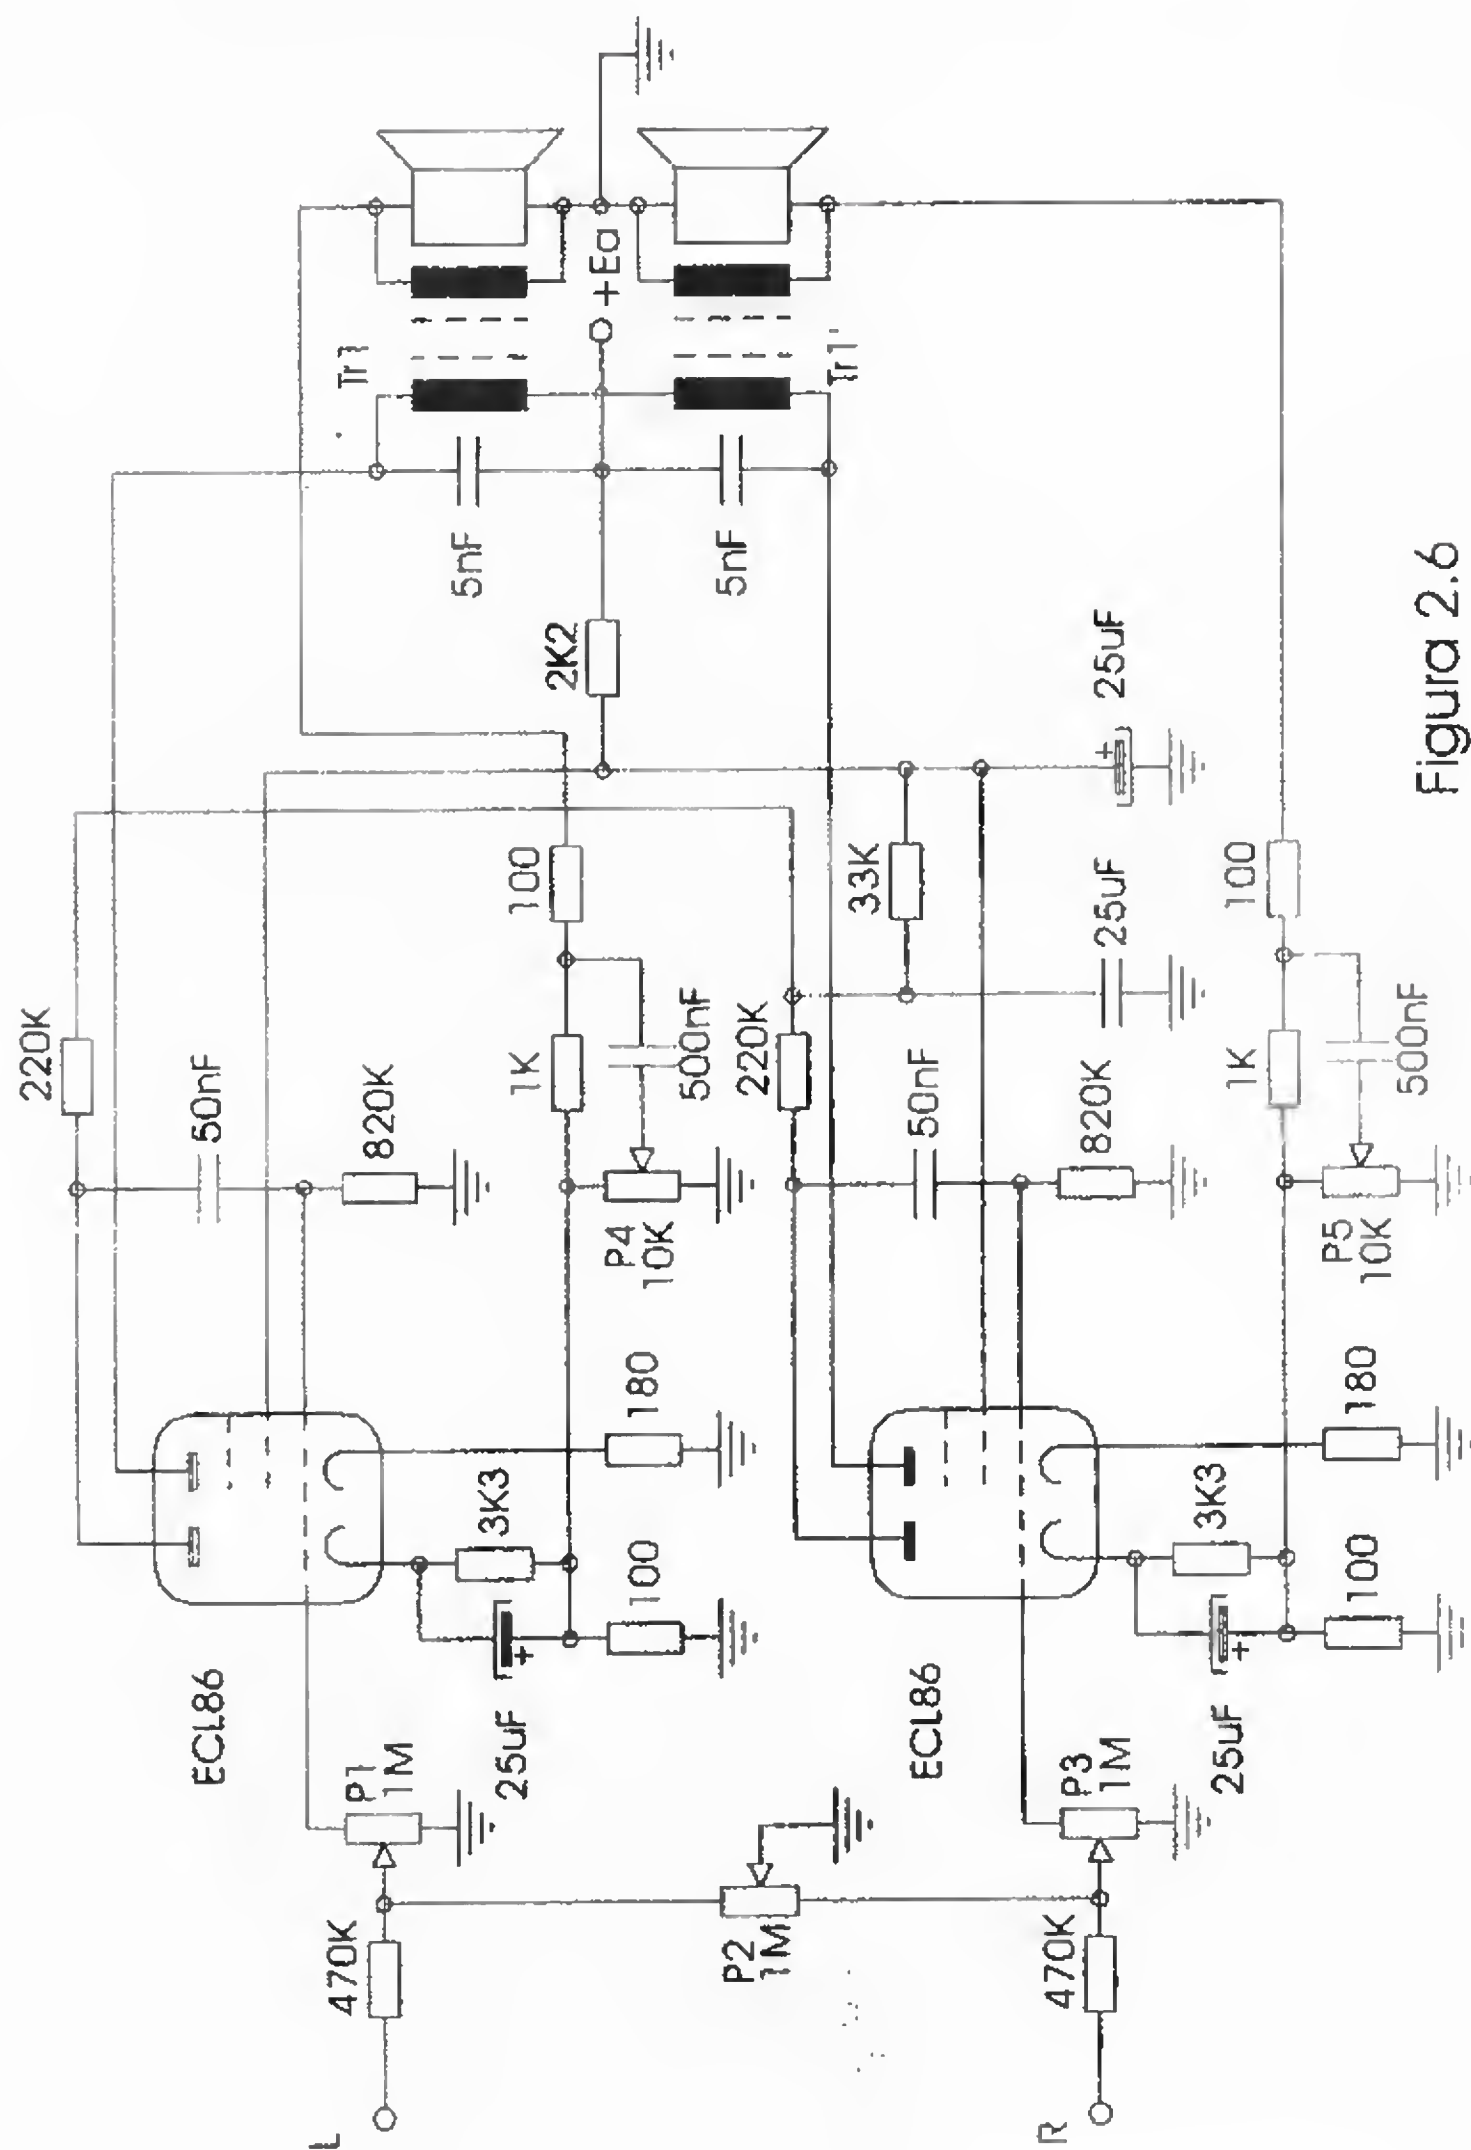 L
470K
P1
1M
ECL86
25uF
3K3
100
180
220K
50nF
820K
P4
10K
1K
500nF
100
2K2
5nF
5nF
Tr1
Tr1'
+Ea
P2
1M
R
470K
P3
1M
ECL86
25uF
+
3K3
100
180
220K
50nF
820K
P5
10K
1K
500nF
100
33K
25uF
25uF
+
+
Figura 2.6